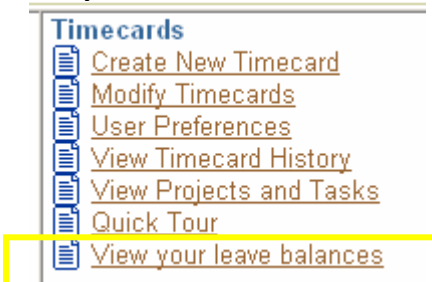 Timecards
Create New Timecard
Modify Timecards
User Preferences
View Timecard History
View Projects and Tasks
Quick Tour
View your leave balances